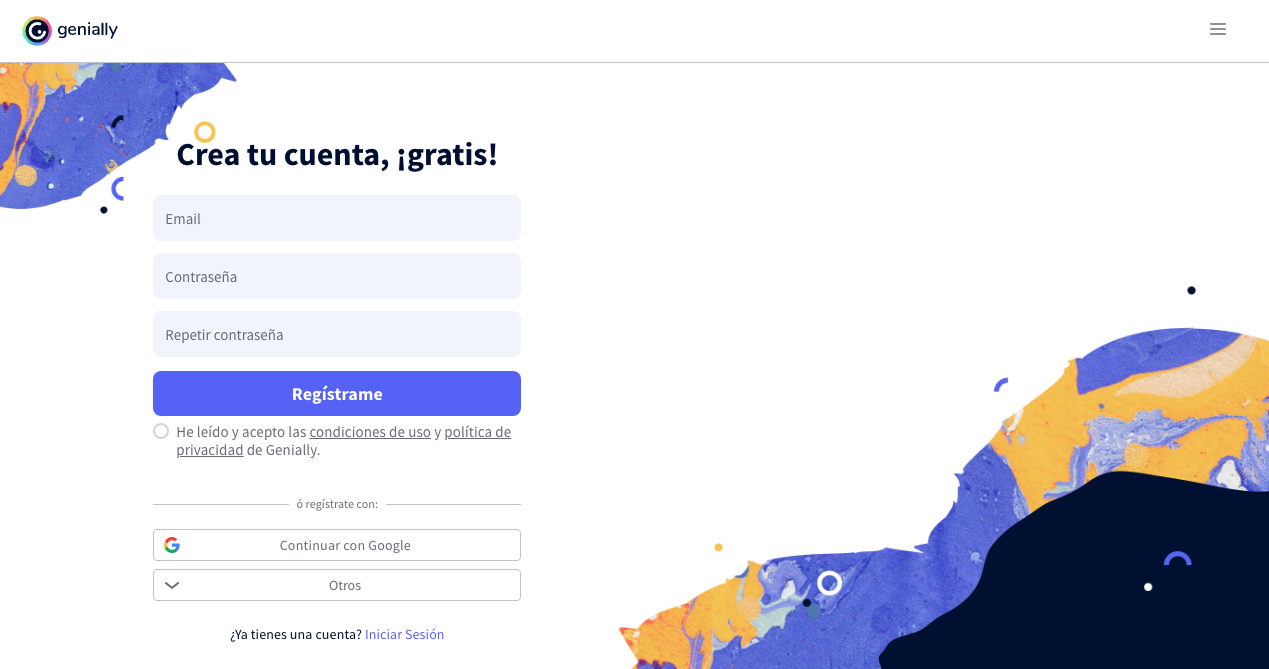 genially
Crea tu cuenta, ¡gratis!
Email
Contraseña
Repetir contraseña
Regístrame
He leído y acepto las condiciones de uso y política de
privacidad de Genially.
ó regístrate con:
Continuar con Google
Otros
¿Ya tienes una cuenta? Iniciar Sesión